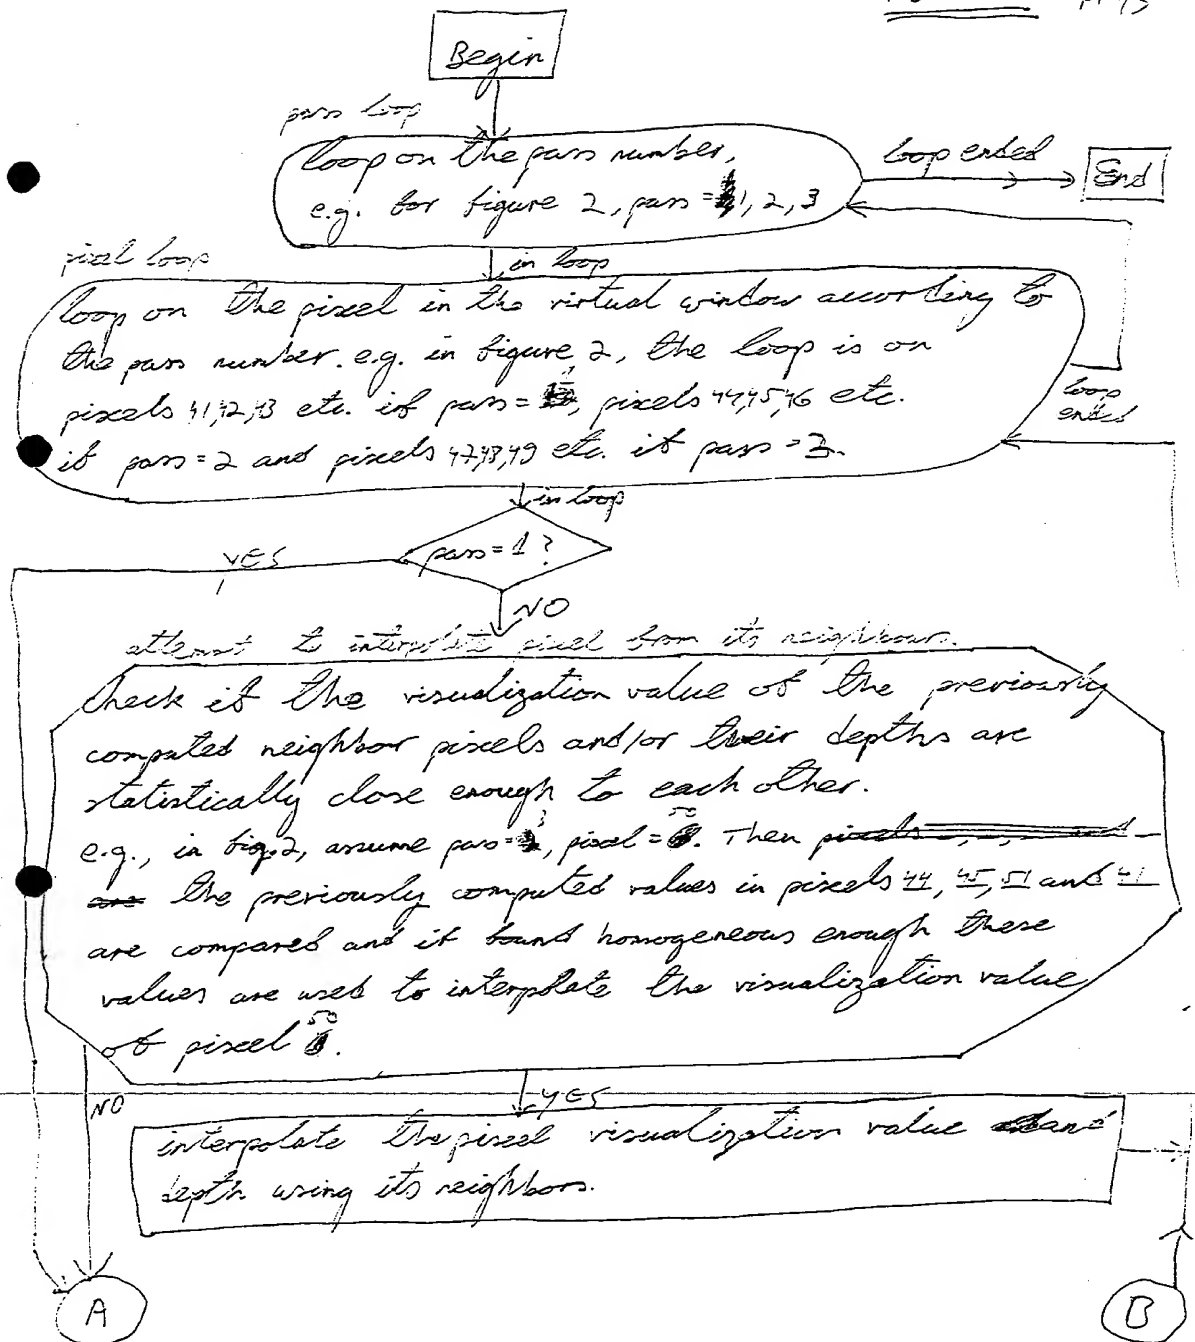 Begin
pass loop
loop on the pass number,
e.g. for figure 2, pass = 1, 2, 3
loop ended
End
pixel loop
in loop
loop on the pixel in the virtual window according to
the pass number. e.g. in figure 2, the loop is on
pixels 41,42,43 etc. if pass = 1, pixels 44,45,46 etc.
if pass = 2 and pixels 47,48,49 etc. if pass = 3.
loop
ended
in loop
pass = 1 ?
YES
NO
attempt to interpolate pixel from its neighbours.
Check if the visualization value of the previously
computed neighbor pixels and/or their depths are
statistically close enough to each other.
e.g., in fig. 2, assume pass = 3, pixel = 50. Then
the previously computed values in pixels 44, 45, 51 and 41
are compared and if found homogeneous enough these
values are used to interpolate the visualization value
of pixel 50.
NO
YES
interpolate the pixel visualization value and
depth using its neighbors.
A
B